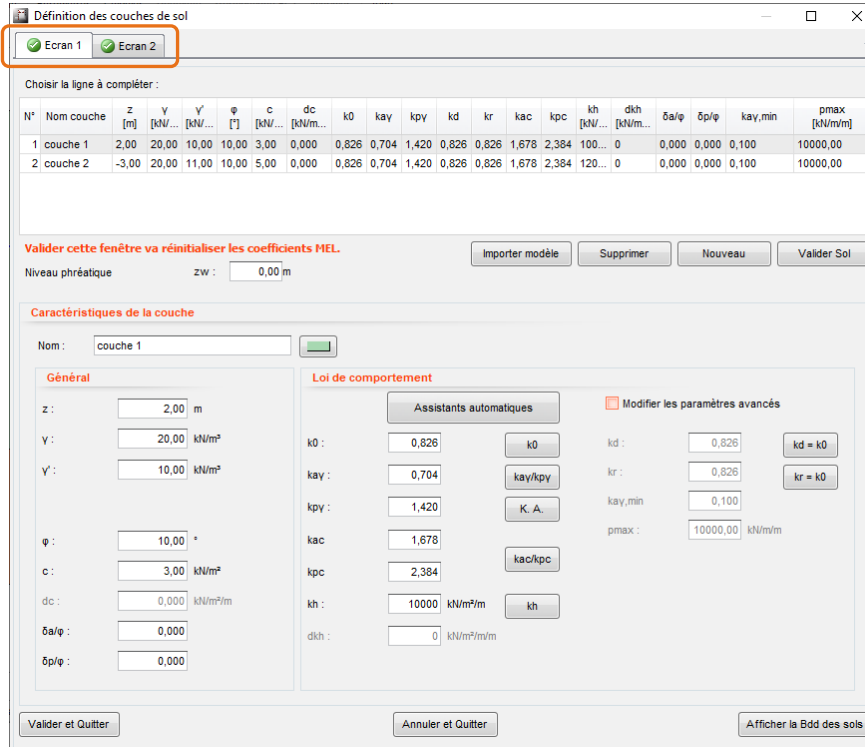 Définition des couches de sol
Ecran 1 Ecran 2
Choisir la ligne à compléter :
N° Nom couche z [m] γ [kN/... γ' [kN/... φ [°] c [kN/... dc [kN/m... k0 kaγ kpγ kd kr kac kpc kh [kN/... dkh [kN/m... δa/φ δp/φ kaγ,min pmax [kN/m/m]
1 couche 1 2,00 20,00 10,00 10,00 3,00 0,000 0,826 0,704 1,420 0,826 0,826 1,678 2,384 100... 0 0,000 0,000 0,100 10000,00
2 couche 2 -3,00 20,00 11,00 10,00 5,00 0,000 0,826 0,704 1,420 0,826 0,826 1,678 2,384 120... 0 0,000 0,000 0,100 10000,00
Valider cette fenêtre va réinitialiser les coefficients MEL.
Importer modèle Supprimer Nouveau Valider Sol
Niveau phréatique zw : 0,00 m
Caractéristiques de la couche
Nom : couche 1
Général
z : 2,00 m
γ : 20,00 kN/m³
γ' : 10,00 kN/m³
φ : 10,00 °
c : 3,00 kN/m²
dc : 0,000 kN/m²/m
δa/φ : 0,000
δp/φ : 0,000
Loi de comportement
Assistants automatiques
k0 : 0,826 k0
kaγ : 0,704 kaγ/kpγ
kpγ : 1,420 K. A.
kac 1,678
kac/kpc
kpc 2,384
kh : 10000 kN/m²/m kh
dkh : 0 kN/m²/m/m
Modifier les paramètres avancés
kd : 0,826 kd = k0
kr : 0,826 kr = k0
kaγ,min 0,100
pmax : 10000,00 kN/m/m
Valider et Quitter Annuler et Quitter Afficher la Bdd des sols